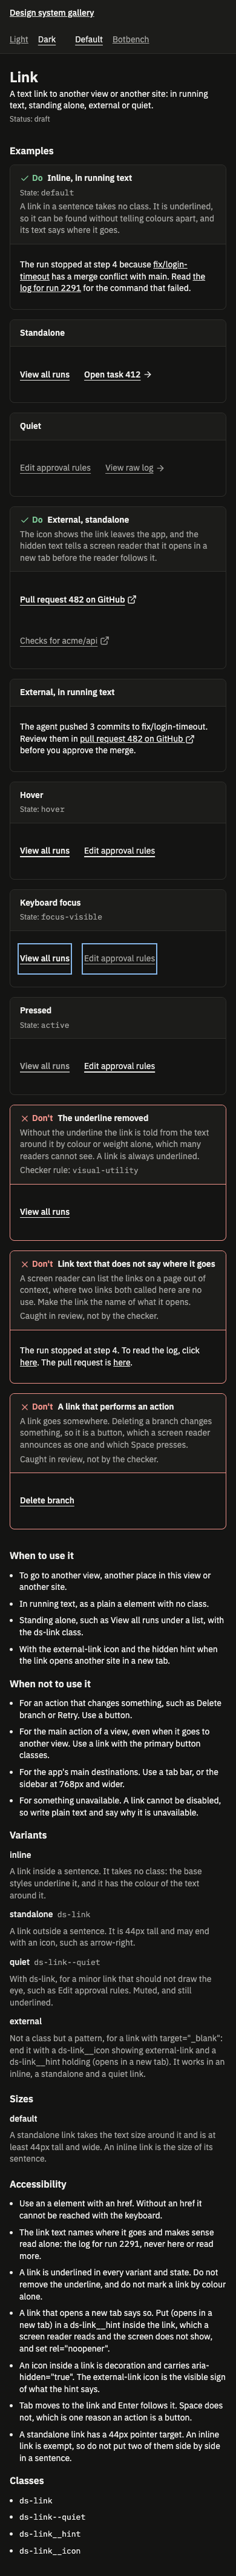 Design system gallery
Light Dark Default Botbench
Link
A text link to another view or another site: in running
text, standing alone, external or quiet.
Status: draft
Examples
Do Inline, in running text
State: default
A link in a sentence takes no class. It is underlined,
so it can be found without telling colours apart, and
its text says where it goes.
The run stopped at step 4 because fix/login-
timeout has a merge conflict with main. Read the
log for run 2291 for the command that failed.
Standalone
View all runs Open task 412
Quiet
Edit approval rules View raw log
Do External, standalone
The icon shows the link leaves the app, and the
hidden text tells a screen reader that it opens in a
new tab before the reader follows it.
Pull request 482 on GitHub
Checks for acme/api
External, in running text
The agent pushed 3 commits to fix/login-timeout.
Review them in pull request 482 on GitHub
before you approve the merge.
Hover
State: hover
View all runs Edit approval rules
Keyboard focus
State: focus-visible
View all runs Edit approval rules
Pressed
State: active
View all runs Edit approval rules
Don't The underline removed
Without the underline the link is told from the text
around it by colour or weight alone, which many
readers cannot see. A link is always underlined.
Checker rule: visual-utility
View all runs
Don't Link text that does not say where it goes
A screen reader can list the links on a page out of
context, where two links both called here are no
use. Make the link the name of what it opens.
Caught in review, not by the checker.
The run stopped at step 4. To read the log, click
here. The pull request is here.
Don't A link that performs an action
A link goes somewhere. Deleting a branch changes
something, so it is a button, which a screen reader
announces as one and which Space presses.
Caught in review, not by the checker.
Delete branch
When to use it
To go to another view, another place in this view or
another site.
In running text, as a plain a element with no class.
Standing alone, such as View all runs under a list, with
the ds-link class.
With the external-link icon and the hidden hint when
the link opens another site in a new tab.
When not to use it
For an action that changes something, such as Delete
branch or Retry. Use a button.
For the main action of a view, even when it goes to
another view. Use a link with the primary button
classes.
For the app's main destinations. Use a tab bar, or the
sidebar at 768px and wider.
For something unavailable. A link cannot be disabled,
so write plain text and say why it is unavailable.
Variants
inline
A link inside a sentence. It takes no class: the base
styles underline it, and it has the colour of the text
around it.
standalone ds-link
A link outside a sentence. It is 44px tall and may end
with an icon, such as arrow-right.
quiet ds-link--quiet
With ds-link, for a minor link that should not draw the
eye, such as Edit approval rules. Muted, and still
underlined.
external
Not a class but a pattern, for a link with target="_blank":
end it with a ds-link__icon showing external-link and a
ds-link__hint holding (opens in a new tab). It works in an
inline, a standalone and a quiet link.
Sizes
default
A standalone link takes the text size around it and is at
least 44px tall and wide. An inline link is the size of its
sentence.
Accessibility
Use an a element with an href. Without an href it
cannot be reached with the keyboard.
The link text names where it goes and makes sense
read alone: the log for run 2291, never here or read
more.
A link is underlined in every variant and state. Do not
remove the underline, and do not mark a link by colour
alone.
A link that opens a new tab says so. Put (opens in a
new tab) in a ds-link__hint inside the link, which a
screen reader reads and the screen does not show,
and set rel="noopener".
An icon inside a link is decoration and carries aria-
hidden="true". The external-link icon is the visible sign
of what the hint says.
Tab moves to the link and Enter follows it. Space does
not, which is one reason an action is a button.
A standalone link has a 44px pointer target. An inline
link is exempt, so do not put two of them side by side
in a sentence.
Classes
ds-link
ds-link--quiet
ds-link__hint
ds-link__icon